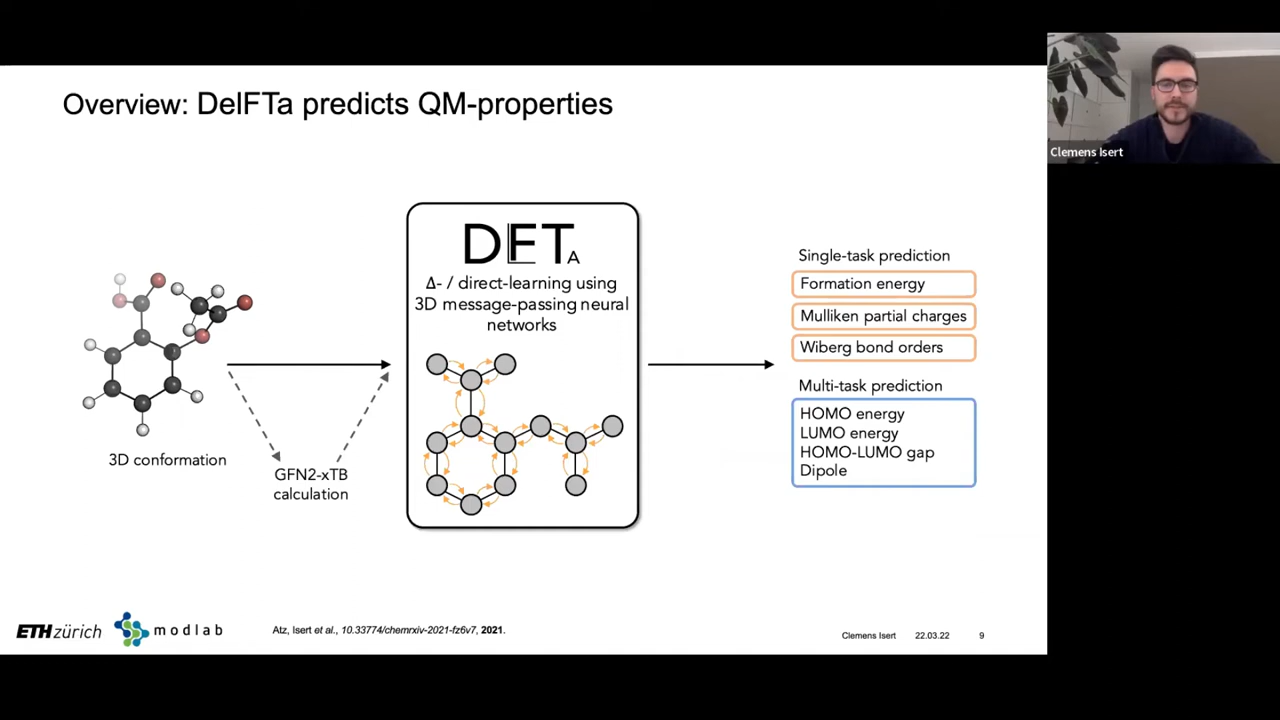 Overview: DelFTa predicts QM-properties
Clemens Isert
DEFTA
Δ- / direct-learning using
3D message-passing neural
networks
3D conformation
GFN2-xTB
calculation
Single-task prediction
Formation energy
Mulliken partial charges
Wiberg bond orders
Multi-task prediction
HOMO energy
LUMO energy
HOMO-LUMO gap
Dipole
ETH zürich
modlab
Atz, Isert et al., 10.33774/chemrxiv-2021-fz6v7, 2021.
Clemens Isert 22.03.22 9